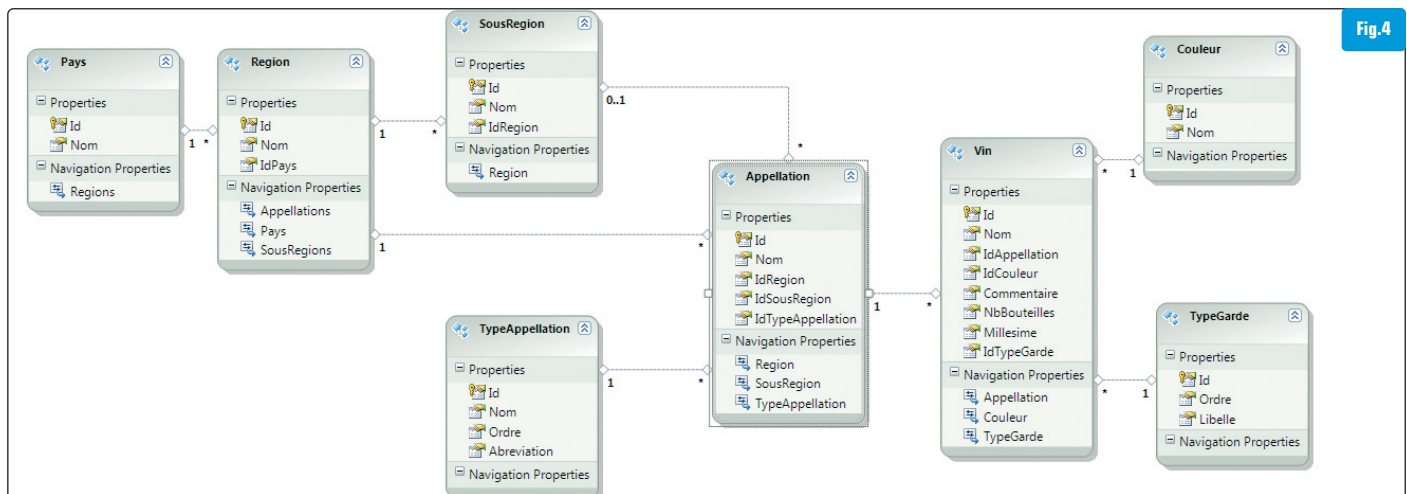 Fig.4
Pays
Properties
Id
Nom
Navigation Properties
Regions
1
*
Region
Properties
Id
Nom
IdPays
Navigation Properties
Appellations
Pays
SousRegions
1
*
1
*
SousRegion
Properties
Id
Nom
IdRegion
Navigation Properties
Region
0..1
*
TypeAppellation
Properties
Id
Nom
Ordre
Abreviation
Navigation Properties
1
*
Appellation
Properties
Id
Nom
IdRegion
IdSousRegion
IdTypeAppellation
Navigation Properties
Region
SousRegion
TypeAppellation
1
*
Vin
Properties
Id
Nom
IdAppellation
IdCouleur
Commentaire
NbBouteilles
Millesime
IdTypeGarde
Navigation Properties
Appellation
Couleur
TypeGarde
*
1
*
1
Couleur
Properties
Id
Nom
Navigation Properties
TypeGarde
Properties
Id
Ordre
Libelle
Navigation Properties